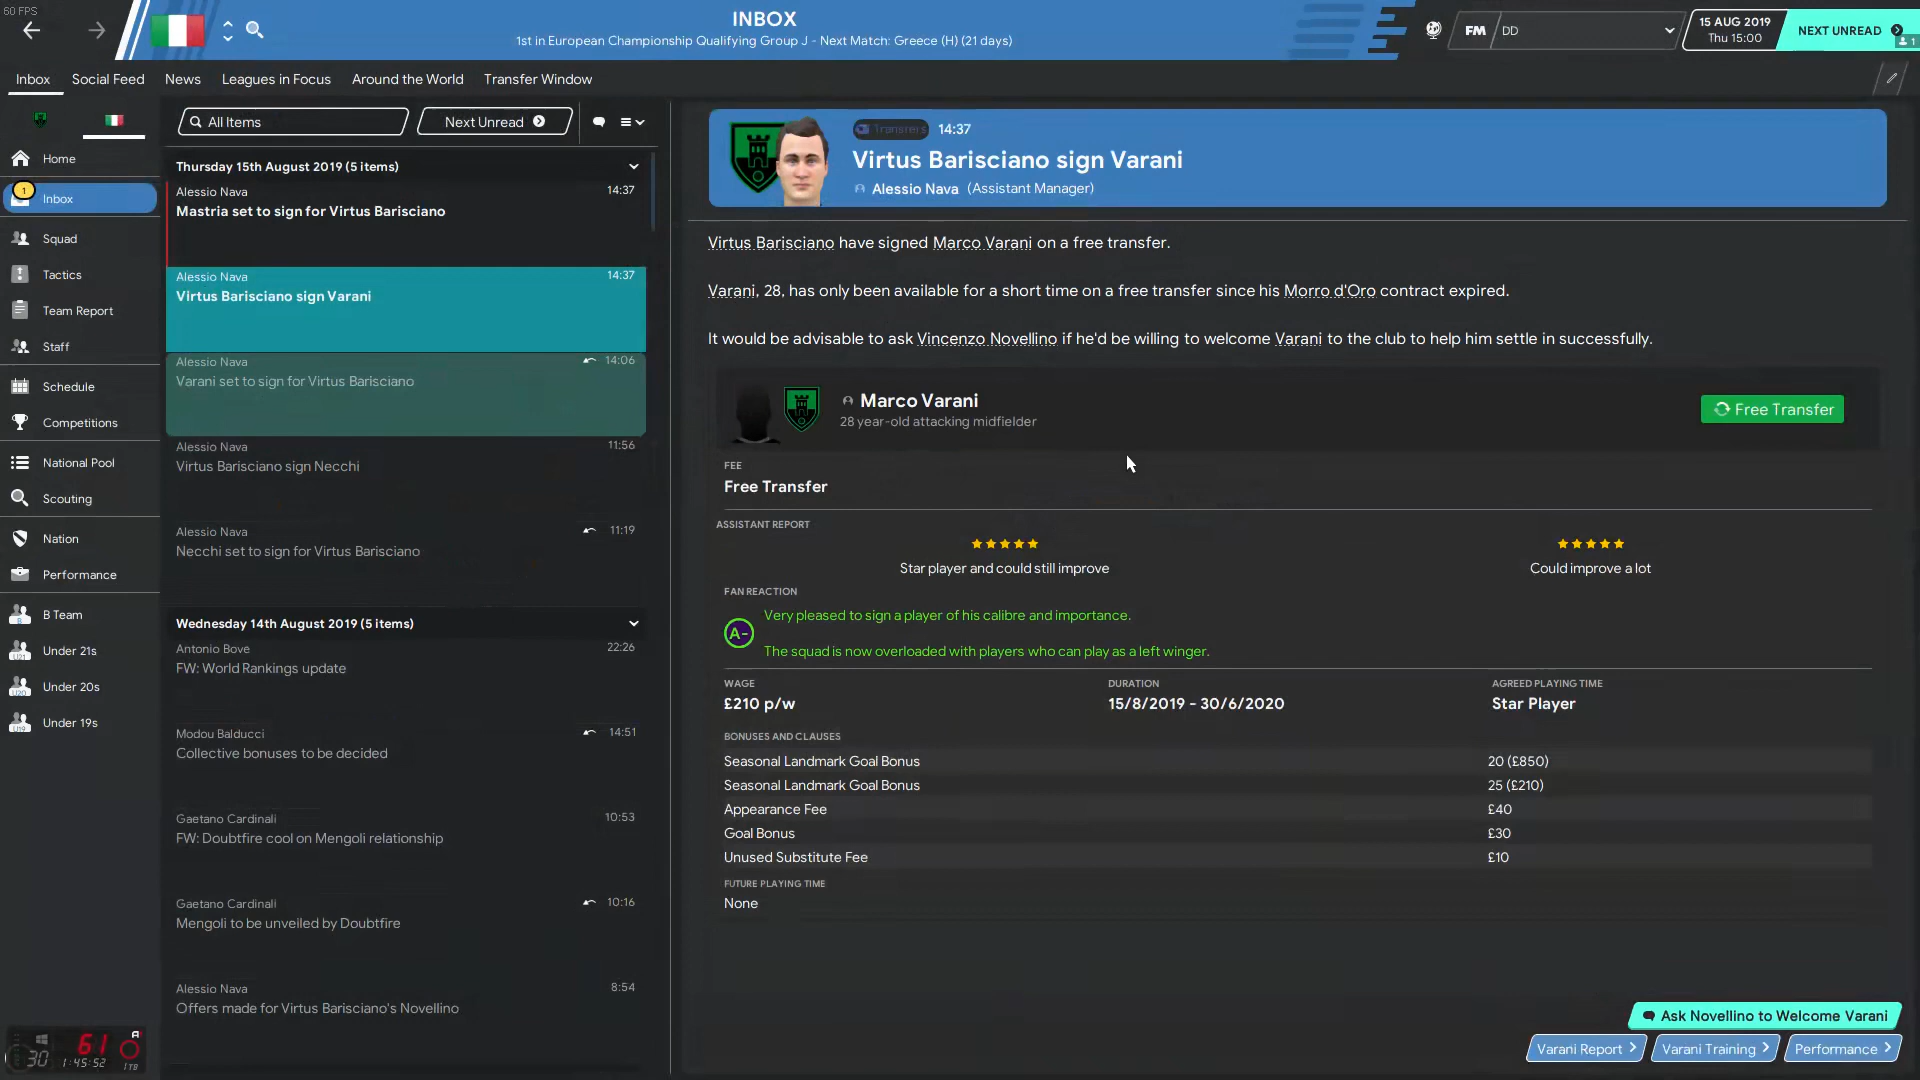 60 FPS
INBOX
1st in European Championship Qualifying Group J - Next Match: Greece (H) (21 days)
FM
DD
15 AUG 2019
Thu 15:00
NEXT UNREAD
1
Inbox
Social Feed
News
Leagues in Focus
Around the World
Transfer Window
Home
1
Inbox
Squad
Tactics
Team Report
Staff
Schedule
Competitions
National Pool
Scouting
Nation
Performance
B Team
Under 21s
Under 20s
Under 19s
All Items
Next Unread
Thursday 15th August 2019 (5 items)
Alessio Nava 14:37
Mastria set to sign for Virtus Barisciano
Alessio Nava 14:37
Virtus Barisciano sign Varani
Alessio Nava 14:06
Varani set to sign for Virtus Barisciano
Alessio Nava 11:56
Virtus Barisciano sign Necchi
Alessio Nava 11:19
Necchi set to sign for Virtus Barisciano
Wednesday 14th August 2019 (5 items)
Antonio Bove 22:26
FW: World Rankings update
Modou Balducci 14:51
Collective bonuses to be decided
Gaetano Cardinali 10:53
FW: Doubtfire cool on Mengoli relationship
Gaetano Cardinali 10:16
Mengoli to be unveiled by Doubtfire
Alessio Nava 8:54
Offers made for Virtus Barisciano's Novellino
Transfers 14:37
Virtus Barisciano sign Varani
Alessio Nava (Assistant Manager)
Virtus Barisciano have signed Marco Varani on a free transfer.
Varani, 28, has only been available for a short time on a free transfer since his Morro d'Oro contract expired.
It would be advisable to ask Vincenzo Novellino if he'd be willing to welcome Varani to the club to help him settle in successfully.
Marco Varani
28 year-old attacking midfielder
Free Transfer
FEE
Free Transfer
ASSISTANT REPORT
Star player and could still improve
Could improve a lot
FAN REACTION
A-
Very pleased to sign a player of his calibre and importance.
The squad is now overloaded with players who can play as a left winger.
WAGE DURATION AGREED PLAYING TIME
£210 p/w 15/8/2019 - 30/6/2020 Star Player
BONUSES AND CLAUSES
Seasonal Landmark Goal Bonus 20 (£850)
Seasonal Landmark Goal Bonus 25 (£210)
Appearance Fee £40
Goal Bonus £30
Unused Substitute Fee £10
FUTURE PLAYING TIME
None
Ask Novellino to Welcome Varani
Varani Report
Varani Training
Performance
30
61
1:45:52
A
1TB